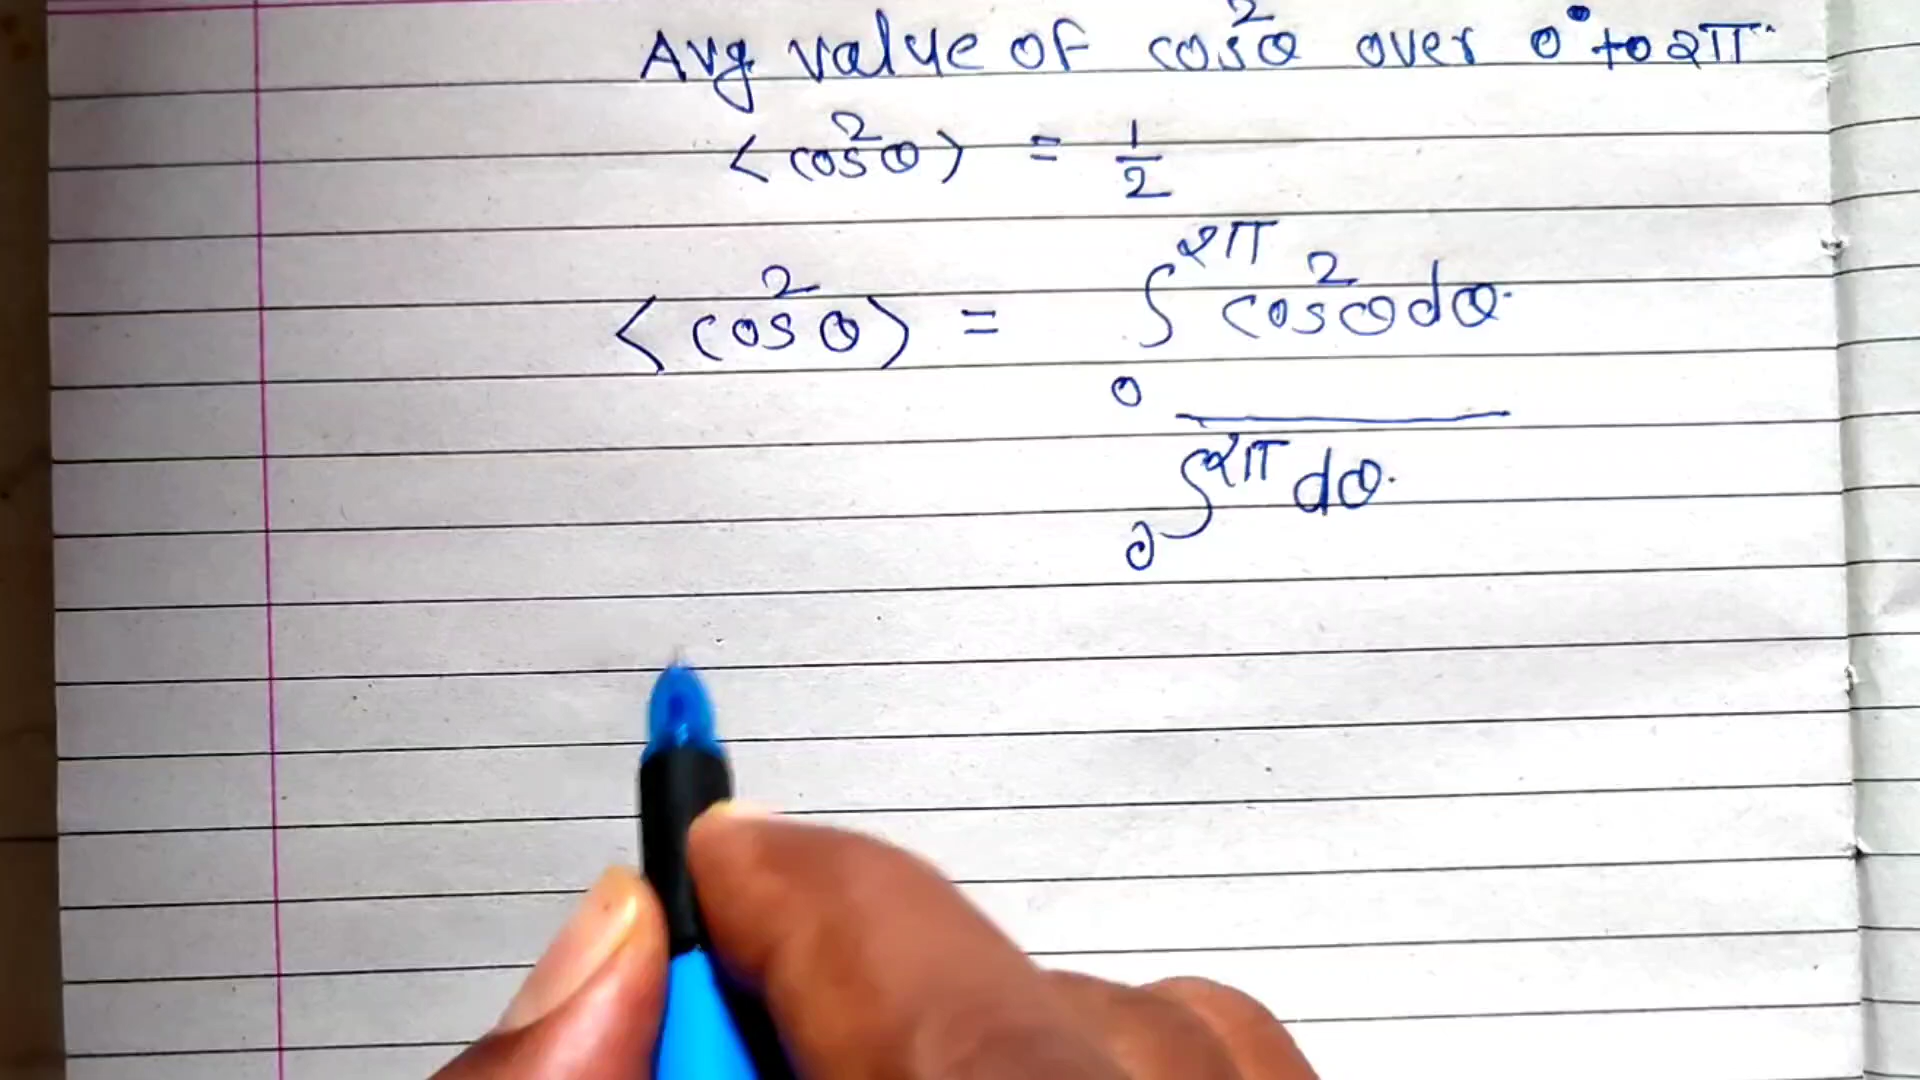 Avg value of cos²θ over 0° to 2π
<cos²θ> = 1/2
<cos²θ> = ∫₀^2π cos²θ dθ
∫₀^2π dθ